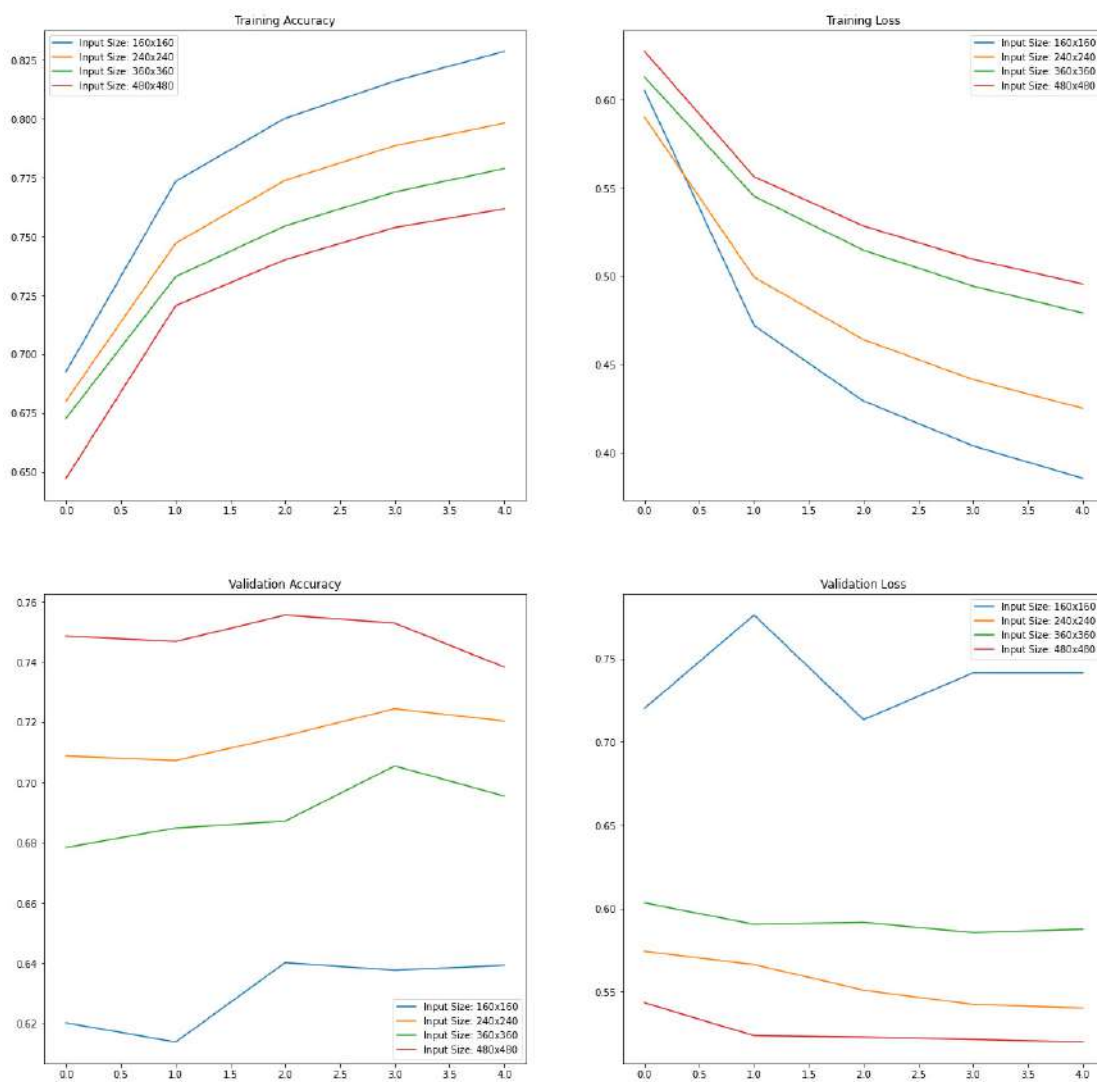 Training Accuracy
Input Size: 160x160
Input Size: 240x240
Input Size: 360x360
Input Size: 480x480
0.825
0.800
0.775
0.750
0.725
0.700
0.675
0.650
0.0 0.5 1.0 1.5 2.0 2.5 3.0 3.5 4.0
Training Loss
Input Size: 160x160
Input Size: 240x240
Input Size: 360x360
Input Size: 480x480
0.60
0.55
0.50
0.45
0.40
0.0 0.5 1.0 1.5 2.0 2.5 3.0 3.5 4.0
Validation Accuracy
0.76
0.74
0.72
0.70
0.68
0.66
0.64
0.62
Input Size: 160x160
Input Size: 240x240
Input Size: 360x360
Input Size: 480x480
0.0 0.5 1.0 1.5 2.0 2.5 3.0 3.5 4.0
Validation Loss
Input Size: 160x160
Input Size: 240x240
Input Size: 360x360
Input Size: 480x480
0.75
0.70
0.65
0.60
0.55
0.0 0.5 1.0 1.5 2.0 2.5 3.0 3.5 4.0